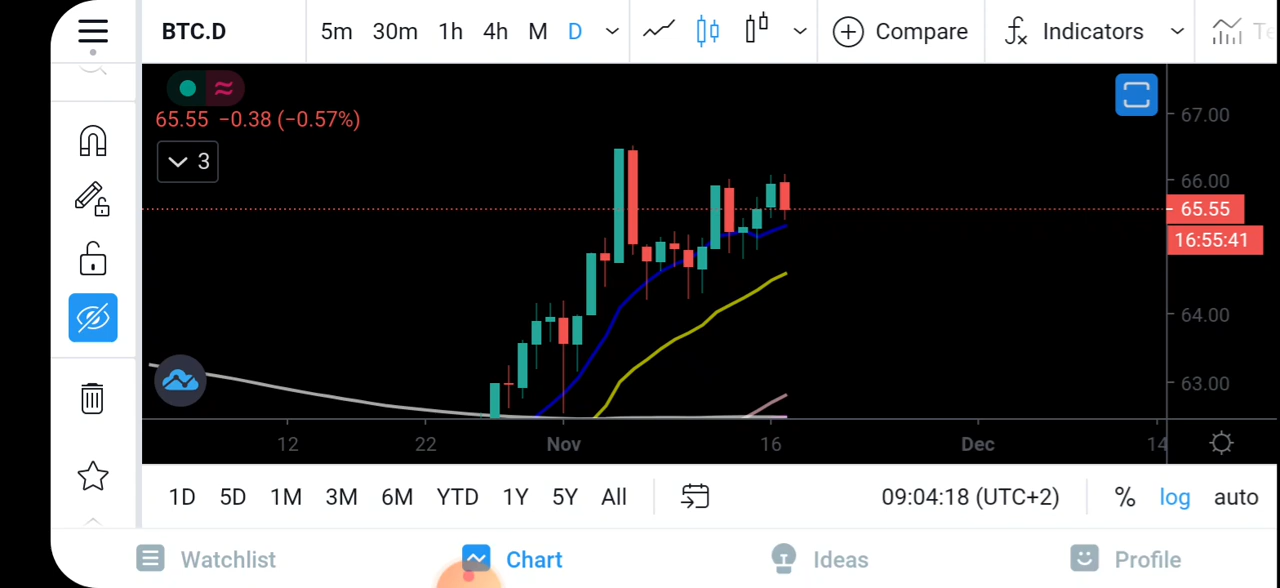 BTC.D 5m 30m 1h 4h M D Compare Indicators
65.55 −0.38 (−0.57%)
3
67.00
66.00
65.55
16:55:41
64.00
63.00
12 22 Nov 16 Dec 14
1D 5D 1M 3M 6M YTD 1Y 5Y All 09:04:18 (UTC+2) % log auto
Watchlist Chart Ideas Profile